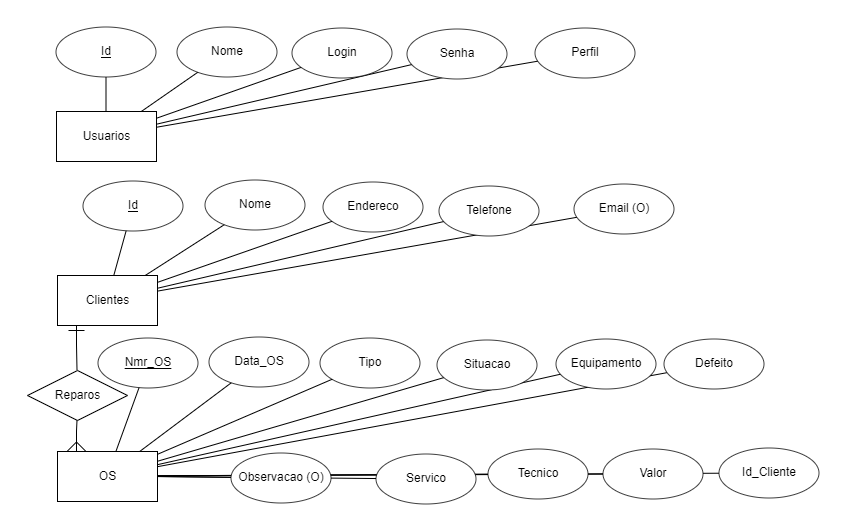 Id
Nome
Login
Senha
Perfil
Usuarios
Id
Nome
Endereco
Telefone
Email (O)
Clientes
Nmr_OS
Data_OS
Tipo
Situacao
Equipamento
Defeito
Reparos
OS
Observacao (O)
Servico
Tecnico
Valor
Id_Cliente